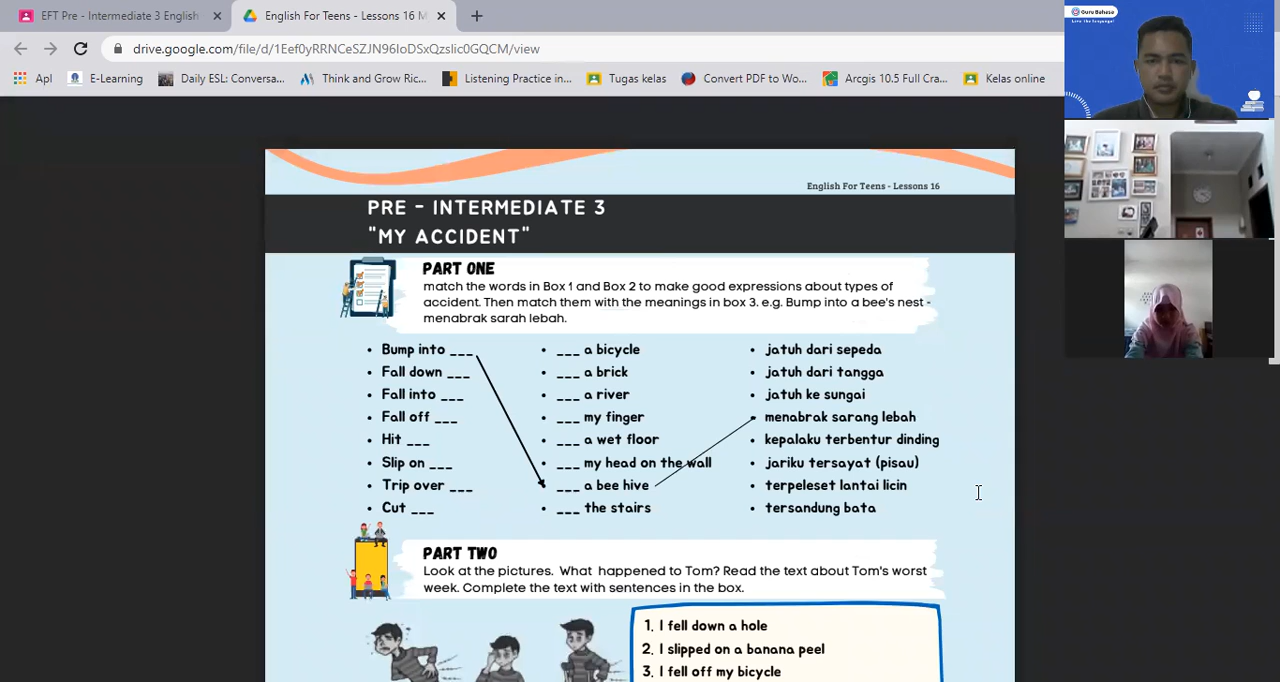 EFT Pre - Intermediate 3 English
English For Teens - Lessons 16 M
drive.google.com/file/d/1Eef0yRRNCeSZJN96IoDSxQzslic0GQCM/view
Apl E-Learning Daily ESL: Conversa... Think and Grow Ric... Listening Practice in... Tugas kelas Convert PDF to Wo... Arcgis 10.5 Full Cra... Kelas online
Guru Bahasa
English For Teens - Lessons 16
PRE - INTERMEDIATE 3
"MY ACCIDENT"
PART ONE
match the words in Box 1 and Box 2 to make good expressions about types of
accident. Then match them with the meanings in box 3. e.g. Bump into a bee's nest -
menabrak sarah lebah.
• Bump into ___ • ___ a bicycle • jatuh dari sepeda
• Fall down ___ • ___ a brick • jatuh dari tangga
• Fall into ___ • ___ a river • jatuh ke sungai
• Fall off ___ • ___ my finger • menabrak sarang lebah
• Hit ___ • ___ a wet floor • kepalaku terbentur dinding
• Slip on ___ • ___ my head on the wall • jariku tersayat (pisau)
• Trip over ___ • ___ a bee hive • terpeleset lantai licin
• Cut ___ • ___ the stairs • tersandung bata
PART TWO
Look at the pictures. What happened to Tom? Read the text about Tom's worst
week. Complete the text with sentences in the box.
1. I fell down a hole
2. I slipped on a banana peel
3. I fell off my bicycle